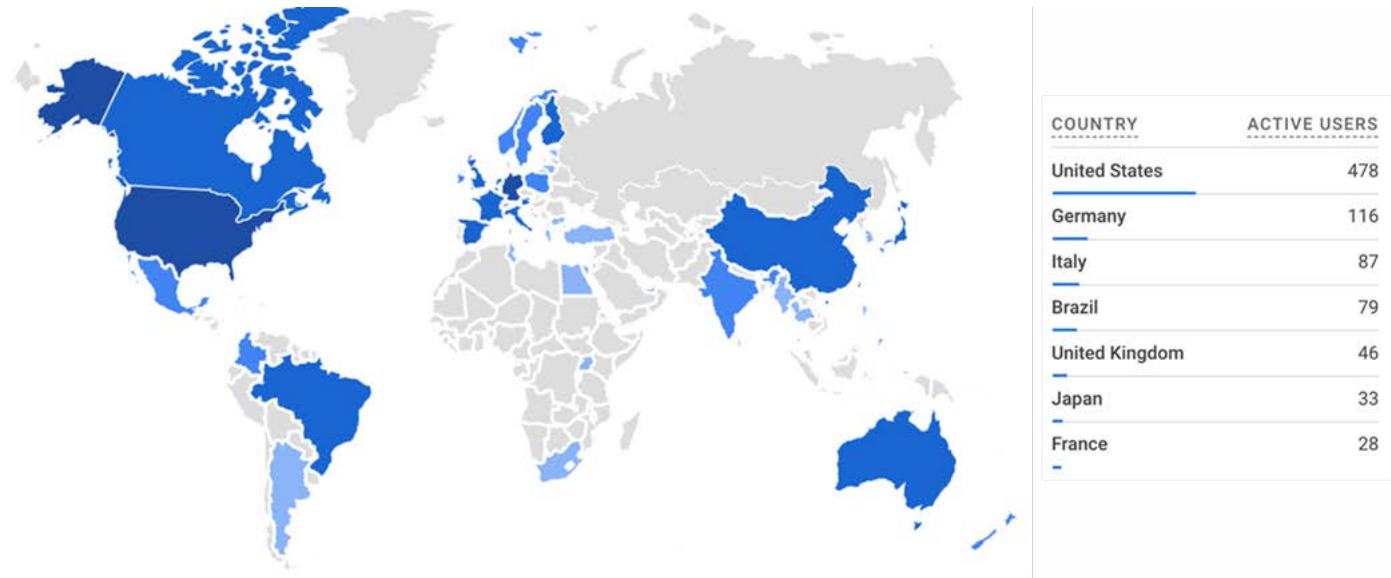 COUNTRY ACTIVE USERS
United States 478
Germany 116
Italy 87
Brazil 79
United Kingdom 46
Japan 33
France 28